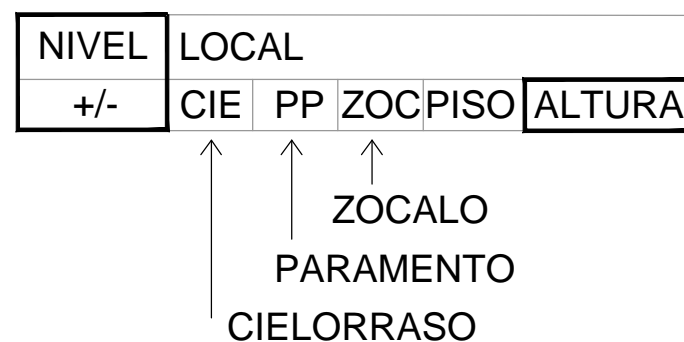 NIVEL LOCAL
+/- CIE PP ZOC PISO ALTURA
ZOCALO
PARAMENTO
CIELORRASO